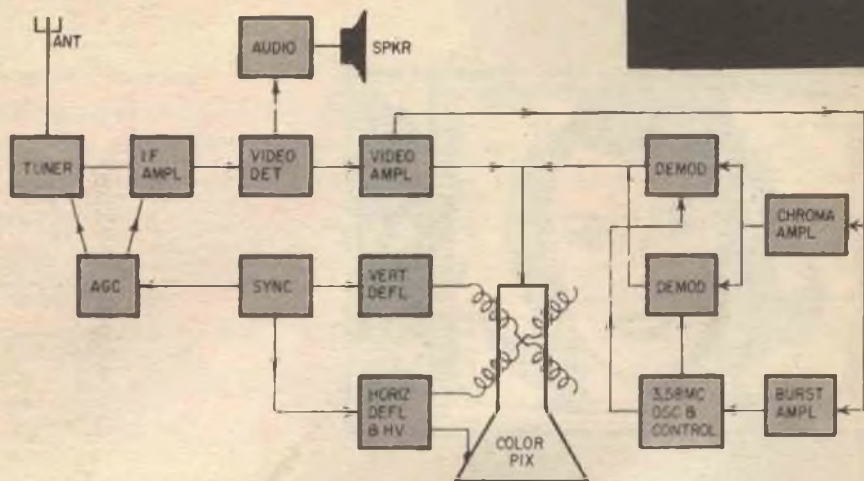 ANT
AUDIO
SPKR
TUNER
I.F
AMPL
VIDEO
DET
VIDEO
AMPL
DEMOD
CHROMA
AMPL
AGC
SYNC
VERT
DEFL
DEMOD
HORIZ
DEFL
& HV
COLOR
PIX
3.58MC
OSC &
CONTROL
BURST
AMPL